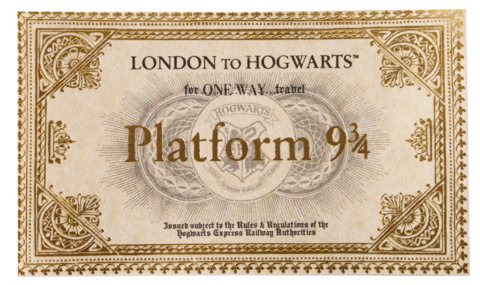 LONDON TO HOGWARTS™
for ONE WAY...travel
HOGWARTS
Platform 9¾
Issued subject to the Rules & Regulations of the
Hogwarts Express Railway Authorities